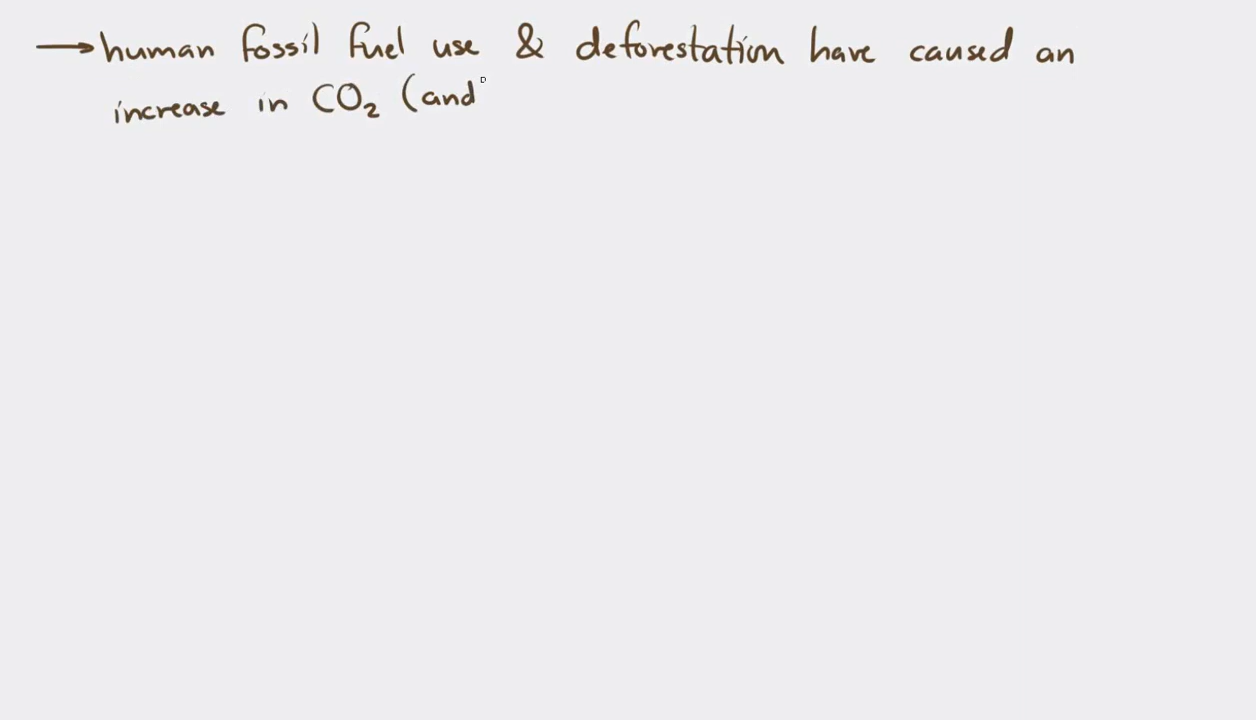 → human fossil fuel use & deforestation have caused an
increase in CO₂ (and